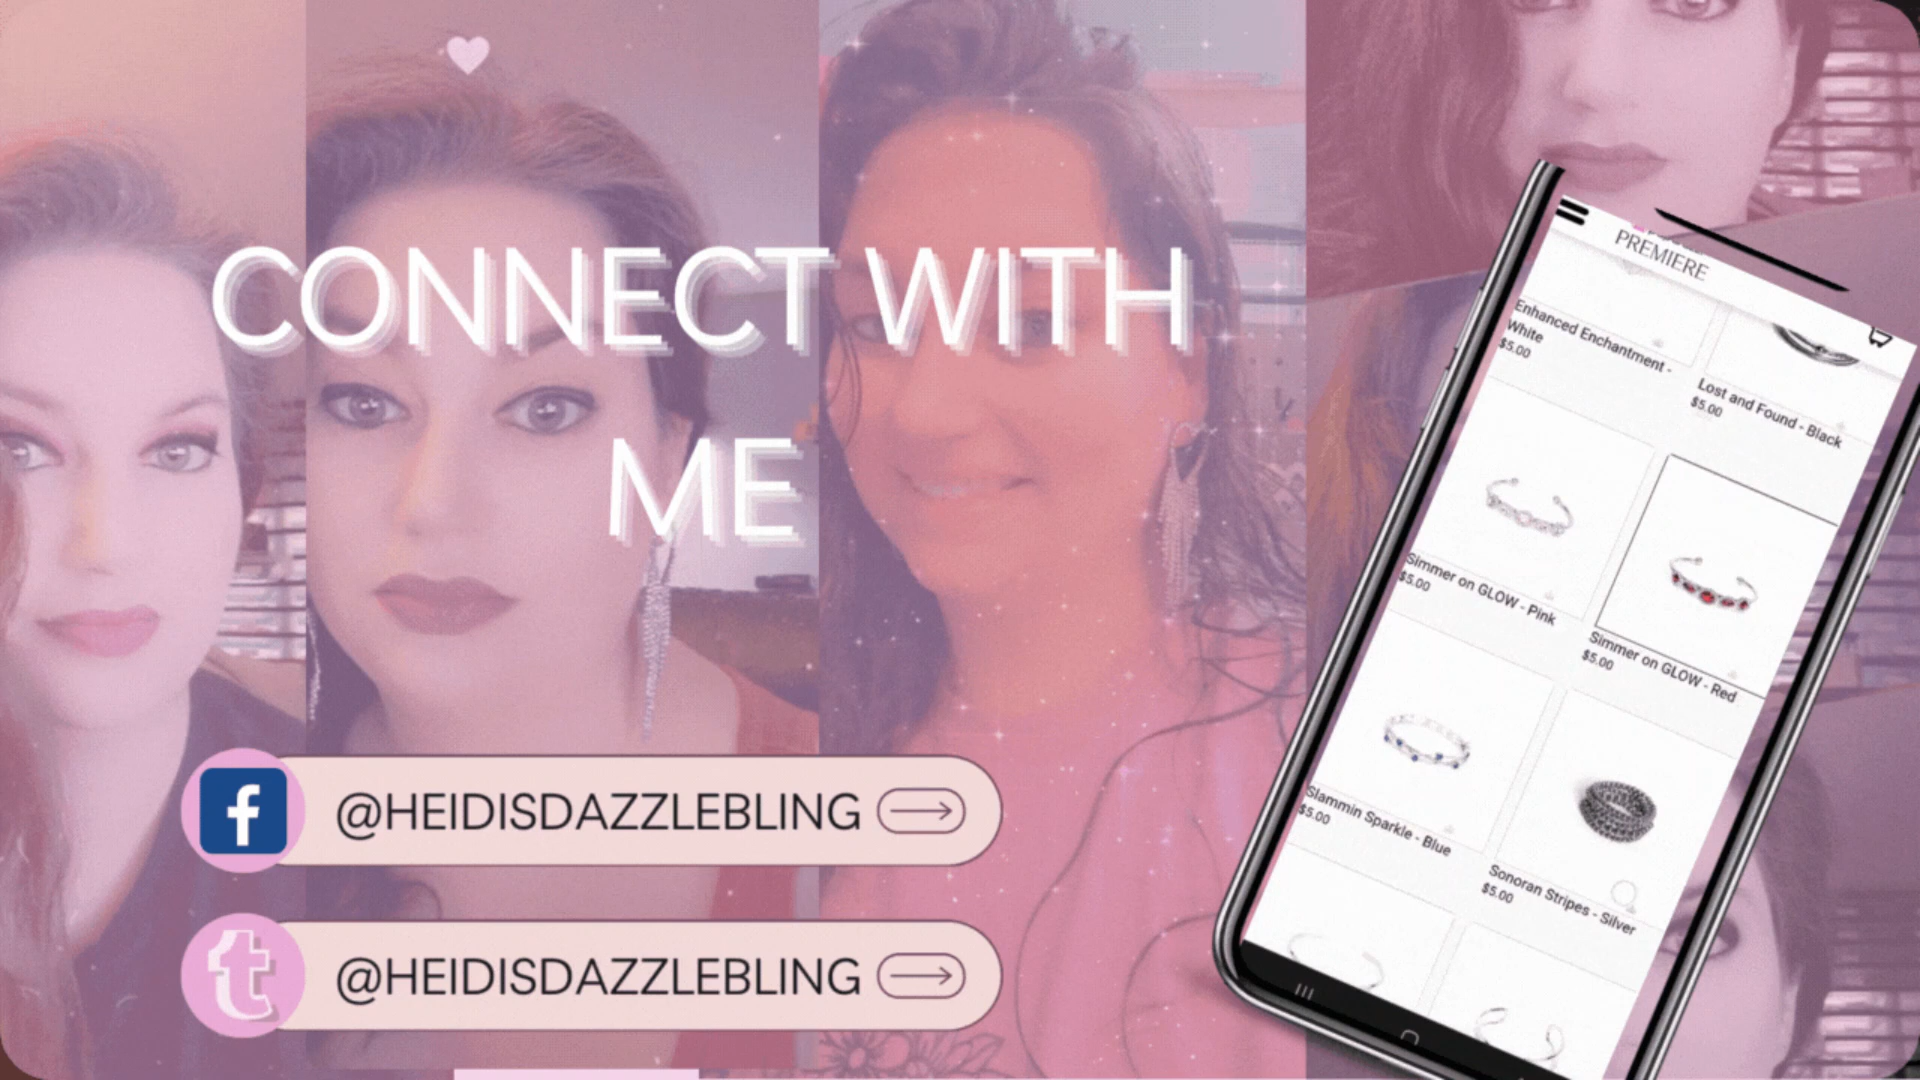 CONNECT WITH
ME
@HEIDISDAZZLEBLING
@HEIDISDAZZLEBLING
PREMIERE
Enhanced Enchantment -
White
$5.00
Lost and Found - Black
$5.00
Simmer on GLOW - Pink
$5.00
Simmer on GLOW - Red
$5.00
Slammin Sparkle - Blue
$5.00
Sonoran Stripes - Silver
$5.00